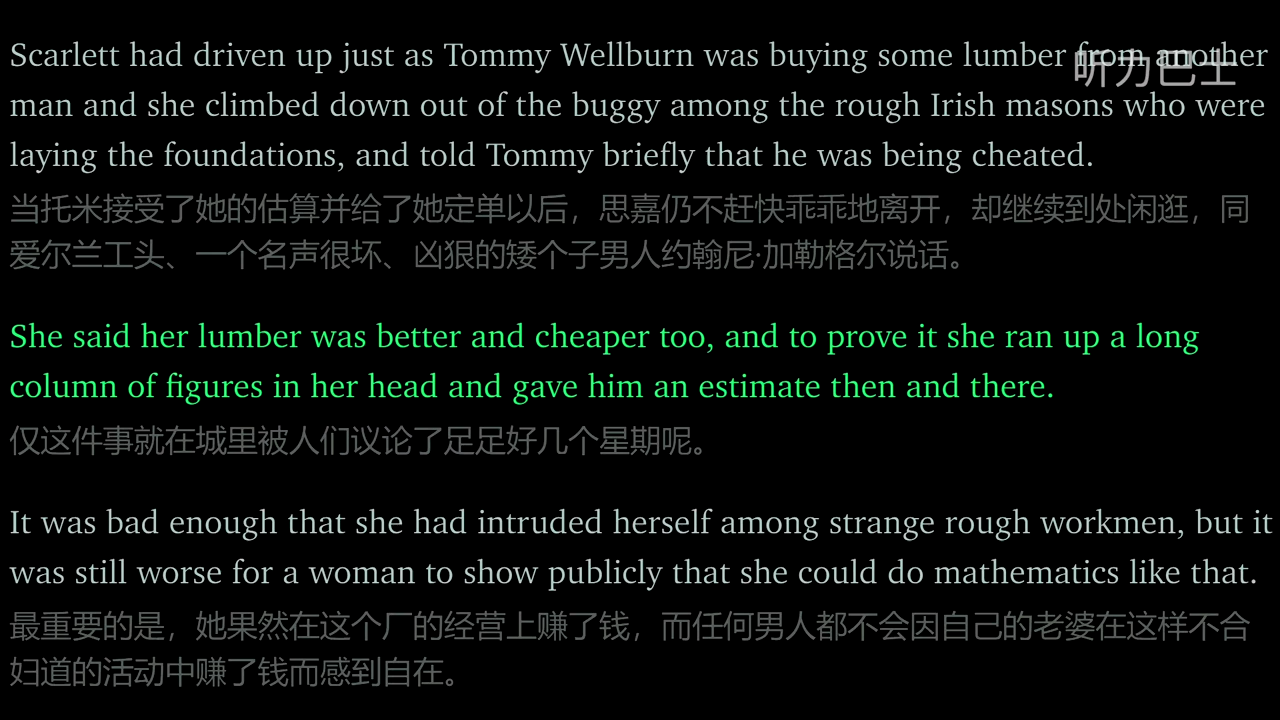 Scarlett had driven up just as Tommy Wellburn was buying some lumber from another
听力巴士
man and she climbed down out of the buggy among the rough Irish masons who were
laying the foundations, and told Tommy briefly that he was being cheated.
当托米接受了她的估算并给了她定单以后，思嘉仍不赶快乖乖地离开，却继续到处闲逛，同
爱尔兰工头、一个名声很坏、凶狠的矮个子男人约翰尼·加勒格尔说话。
She said her lumber was better and cheaper too, and to prove it she ran up a long
column of figures in her head and gave him an estimate then and there.
仅这件事就在城里被人们议论了足足好几个星期呢。
It was bad enough that she had intruded herself among strange rough workmen, but it
was still worse for a woman to show publicly that she could do mathematics like that.
最重要的是，她果然在这个厂的经营上赚了钱，而任何男人都不会因自己的老婆在这样不合
妇道的活动中赚了钱而感到自在。